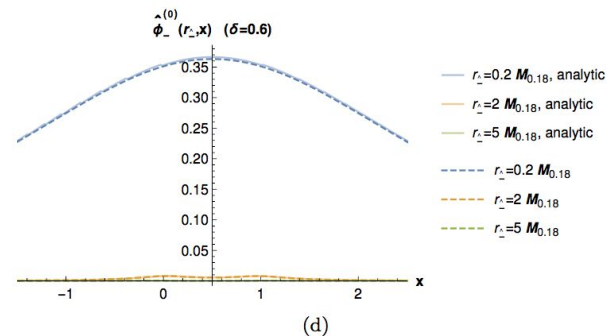 ϕ̂₋^(0) (r₋̂,x) (δ=0.6)
0.35
0.30
0.25
0.20
0.15
0.10
0.05
-1 0 1 2
x
r₋̂=0.2 M0.18, analytic
r₋̂=2 M0.18, analytic
r₋̂=5 M0.18, analytic
r₋̂=0.2 M0.18
r₋̂=2 M0.18
r₋̂=5 M0.18
(d)